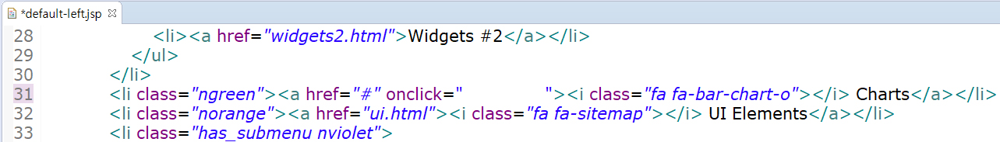 *default-left.jsp
28 <li><a href="widgets2.html">Widgets #2</a></li>
29 </ul>
30 </li>
31 <li class="ngreen"><a href="#" onclick="        "><i class="fa fa-bar-chart-o"></i> Charts</a></li>
32 <li class="norange"><a href="ui.html"><i class="fa fa-sitemap"></i> UI Elements</a></li>
33 <li class="has_submenu nviolet">